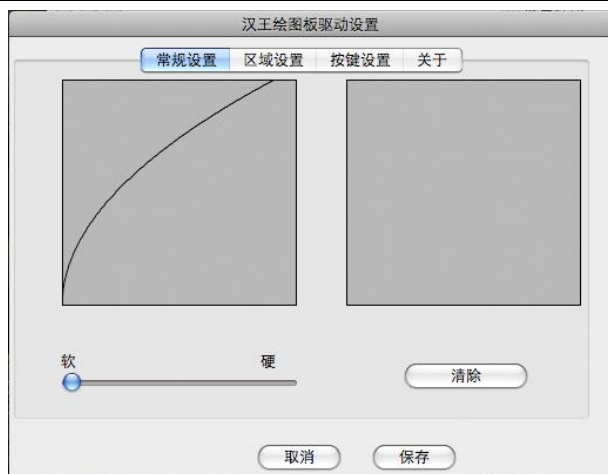 汉王绘图板驱动设置
常规设置 区域设置 按键设置 关于
软 硬
清除
取消 保存